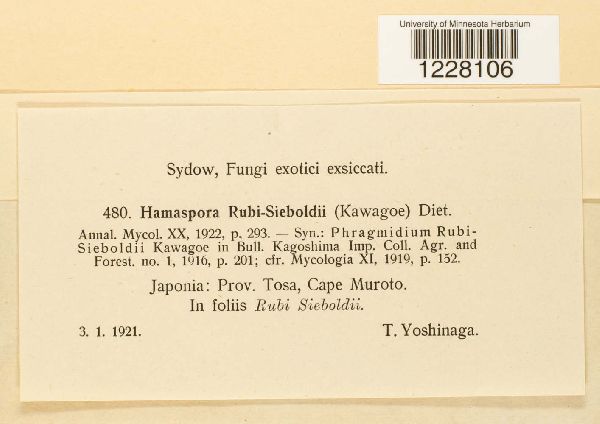 University of Minnesota Herbarium
1228106
Sydow, Fungi exotici exsiccati.
480. Hamaspora Rubi-Sieboldii (Kawagoe) Diet.
Annal. Mycol. XX, 1922, p. 293. — Syn.: Phragmidium Rubi-
Sieboldii Kawagoe in Bull. Kagoshima Imp. Coll. Agr. and
Forest. no. 1, 1916, p. 201; cfr. Mycologia XI, 1919, p. 152.
Japonia: Prov. Tosa, Cape Muroto.
In foliis Rubi Sieboldii.
3. 1. 1921. T. Yoshinaga.